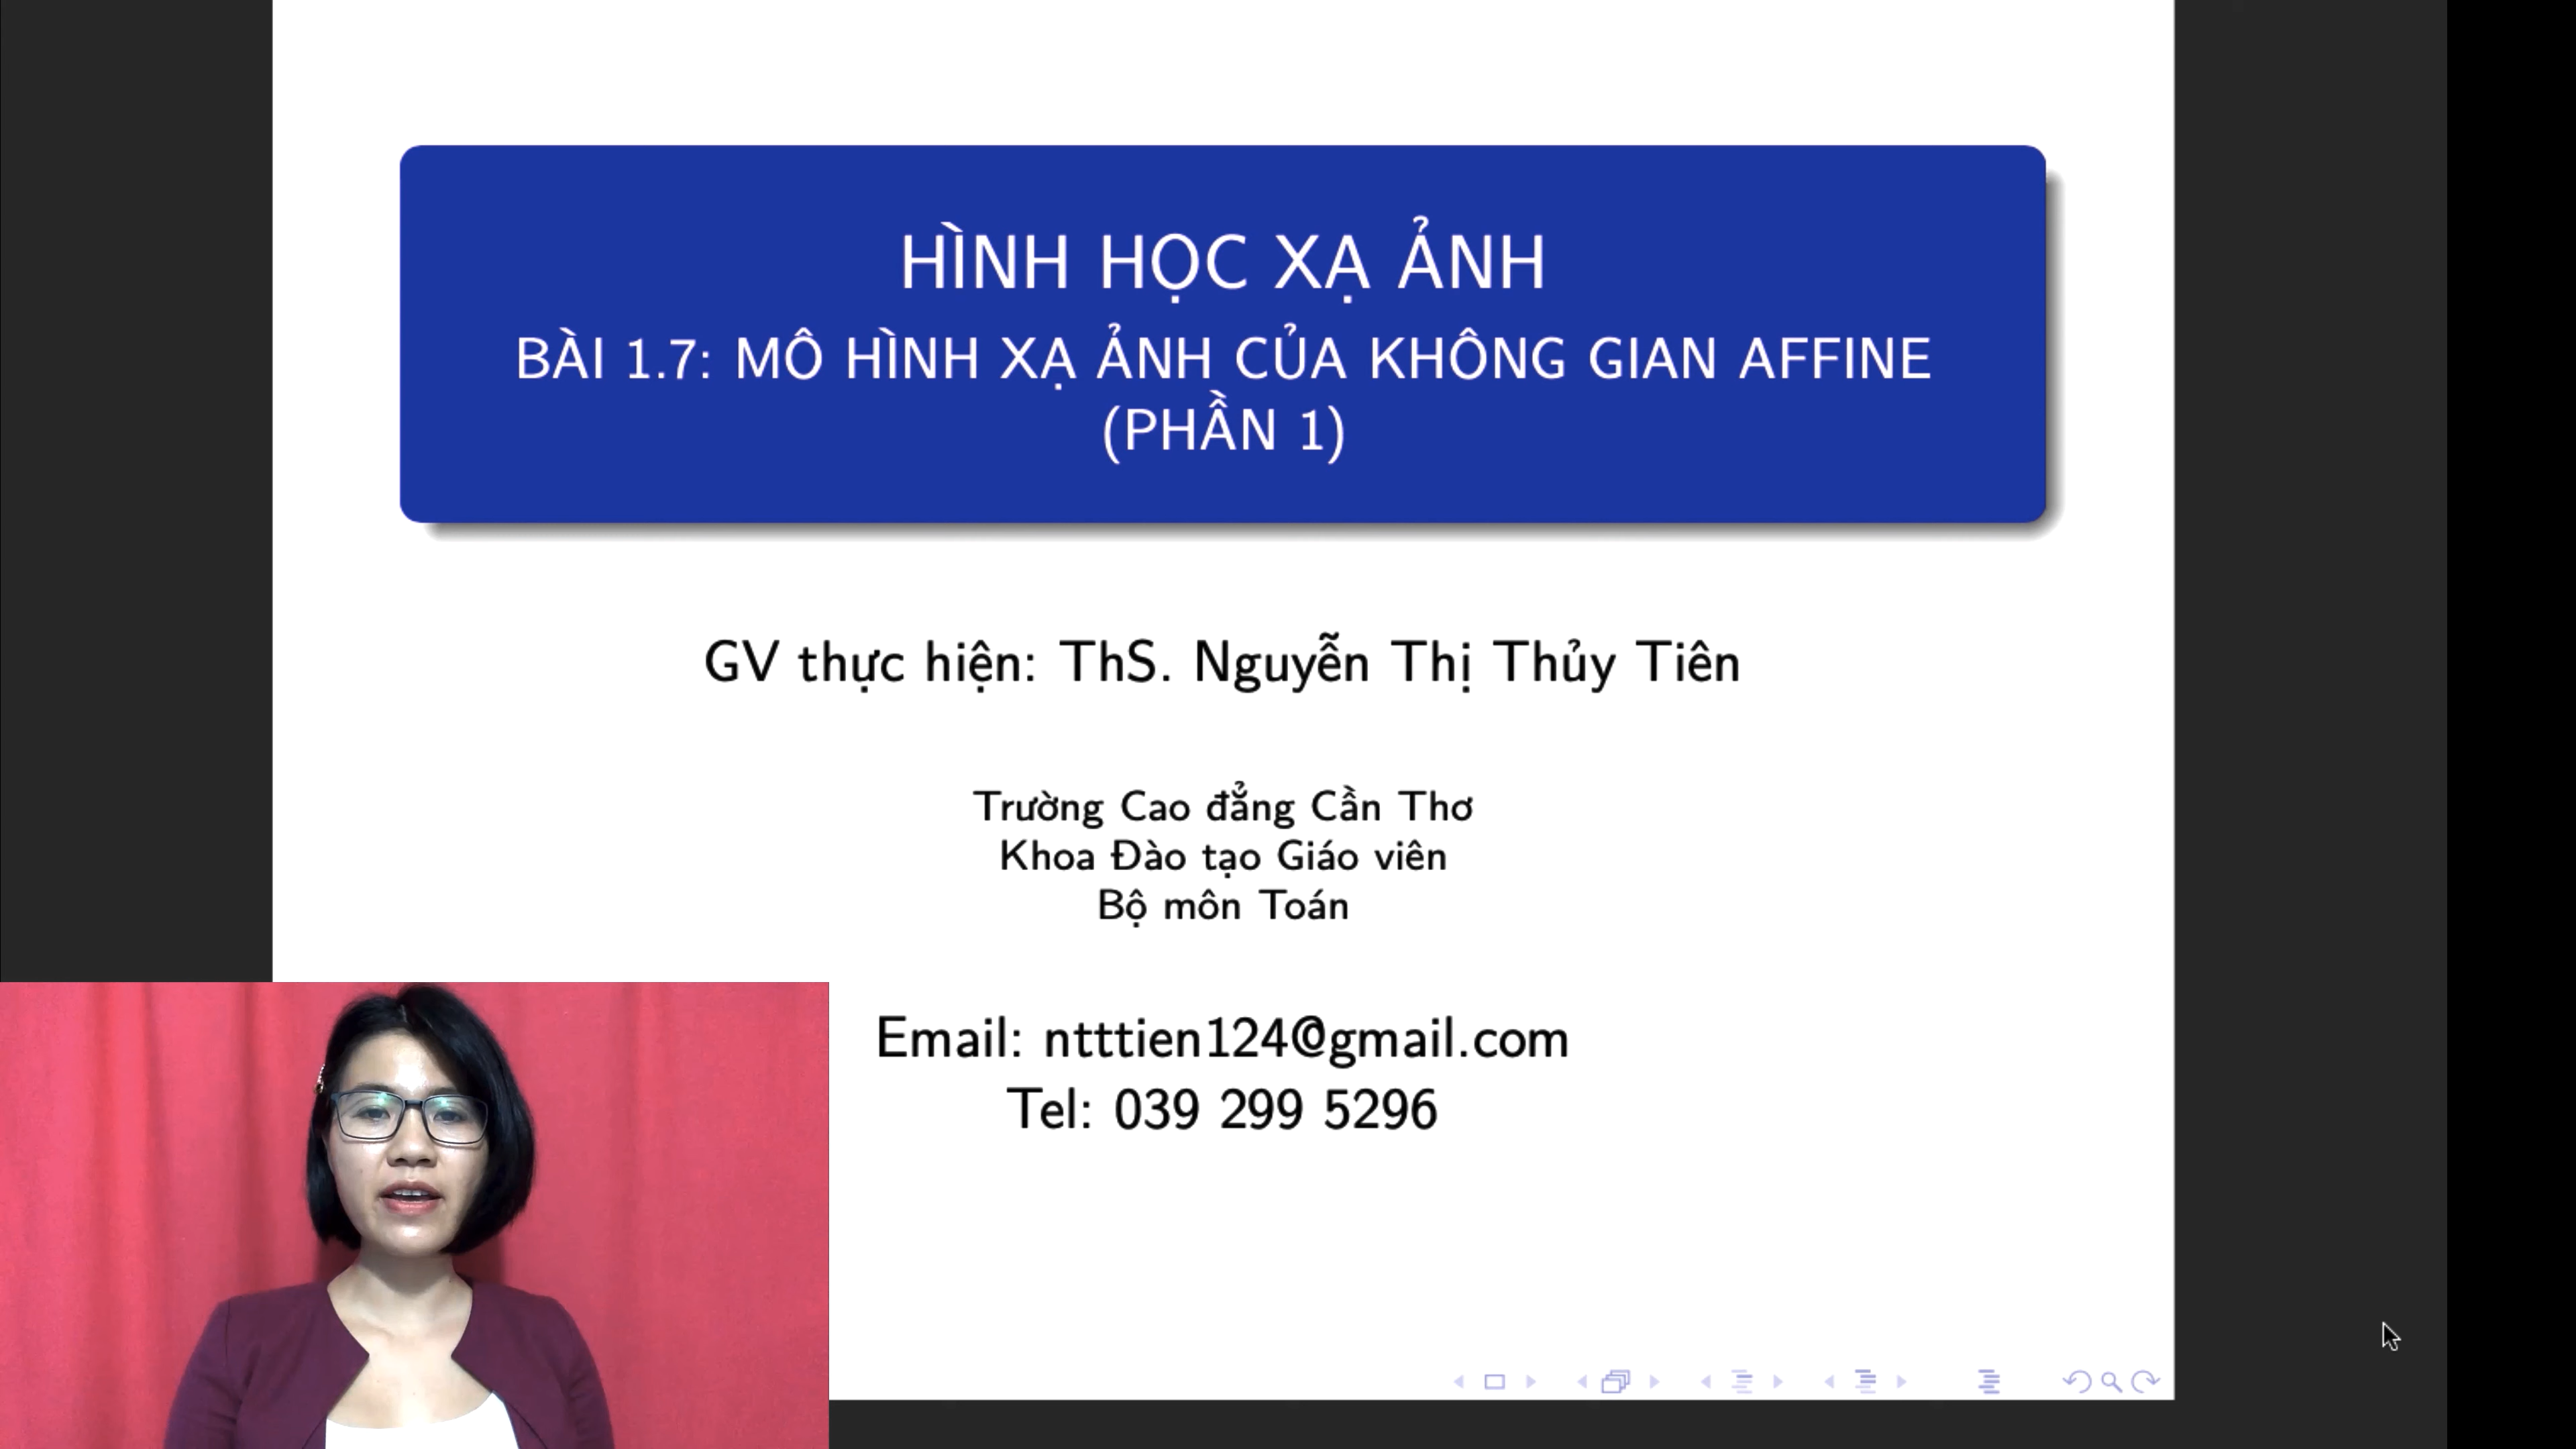 HÌNH HỌC XẠ ẢNH
BÀI 1.7: MÔ HÌNH XẠ ẢNH CỦA KHÔNG GIAN AFFINE
(PHẦN 1)
GV thực hiện: ThS. Nguyễn Thị Thủy Tiên
Trường Cao đẳng Cần Thơ
Khoa Đào tạo Giáo viên
Bộ môn Toán
Email: ntttien124@gmail.com
Tel: 039 299 5296